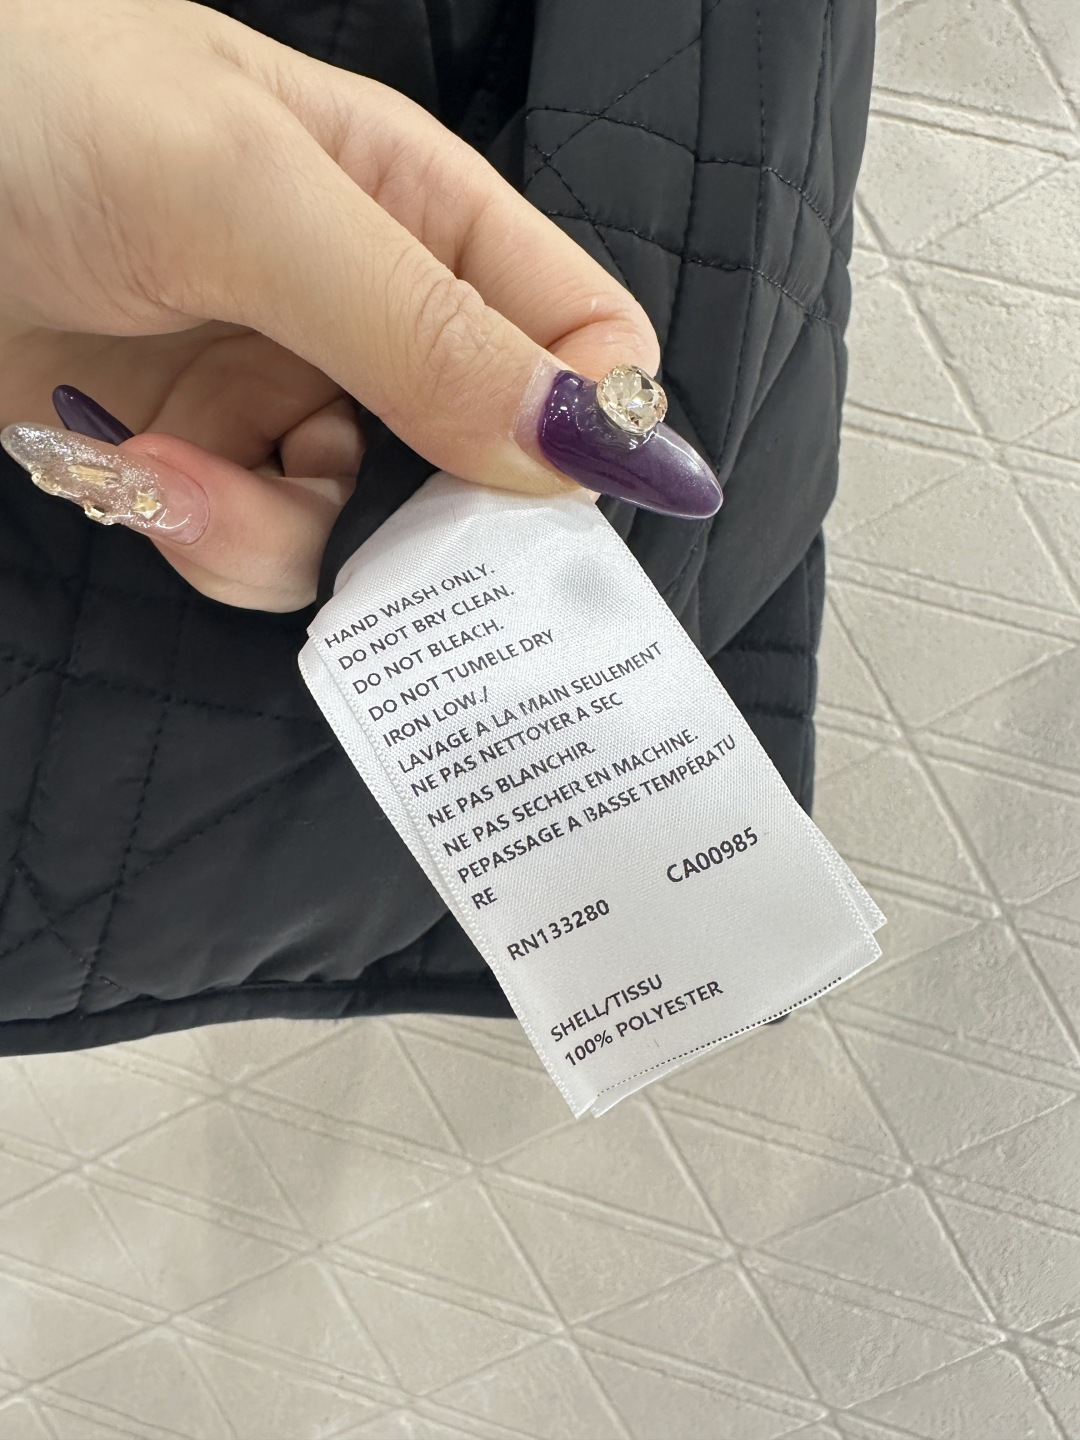 HAND WASH ONLY.
DO NOT BRY CLEAN.
DO NOT BLEACH.
DO NOT TUMBLE DRY
IRON LOW./
LAVAGE A LA MAIN SEULEMENT
NE PAS NETTOYER A SEC
NE PAS BLANCHIR.
NE PAS SECHER EN MACHINE.
PEPASSAGE A BASSE TEMPÉRATU
RE
RN133280 CA00985
SHELL/TISSU
100% POLYESTER